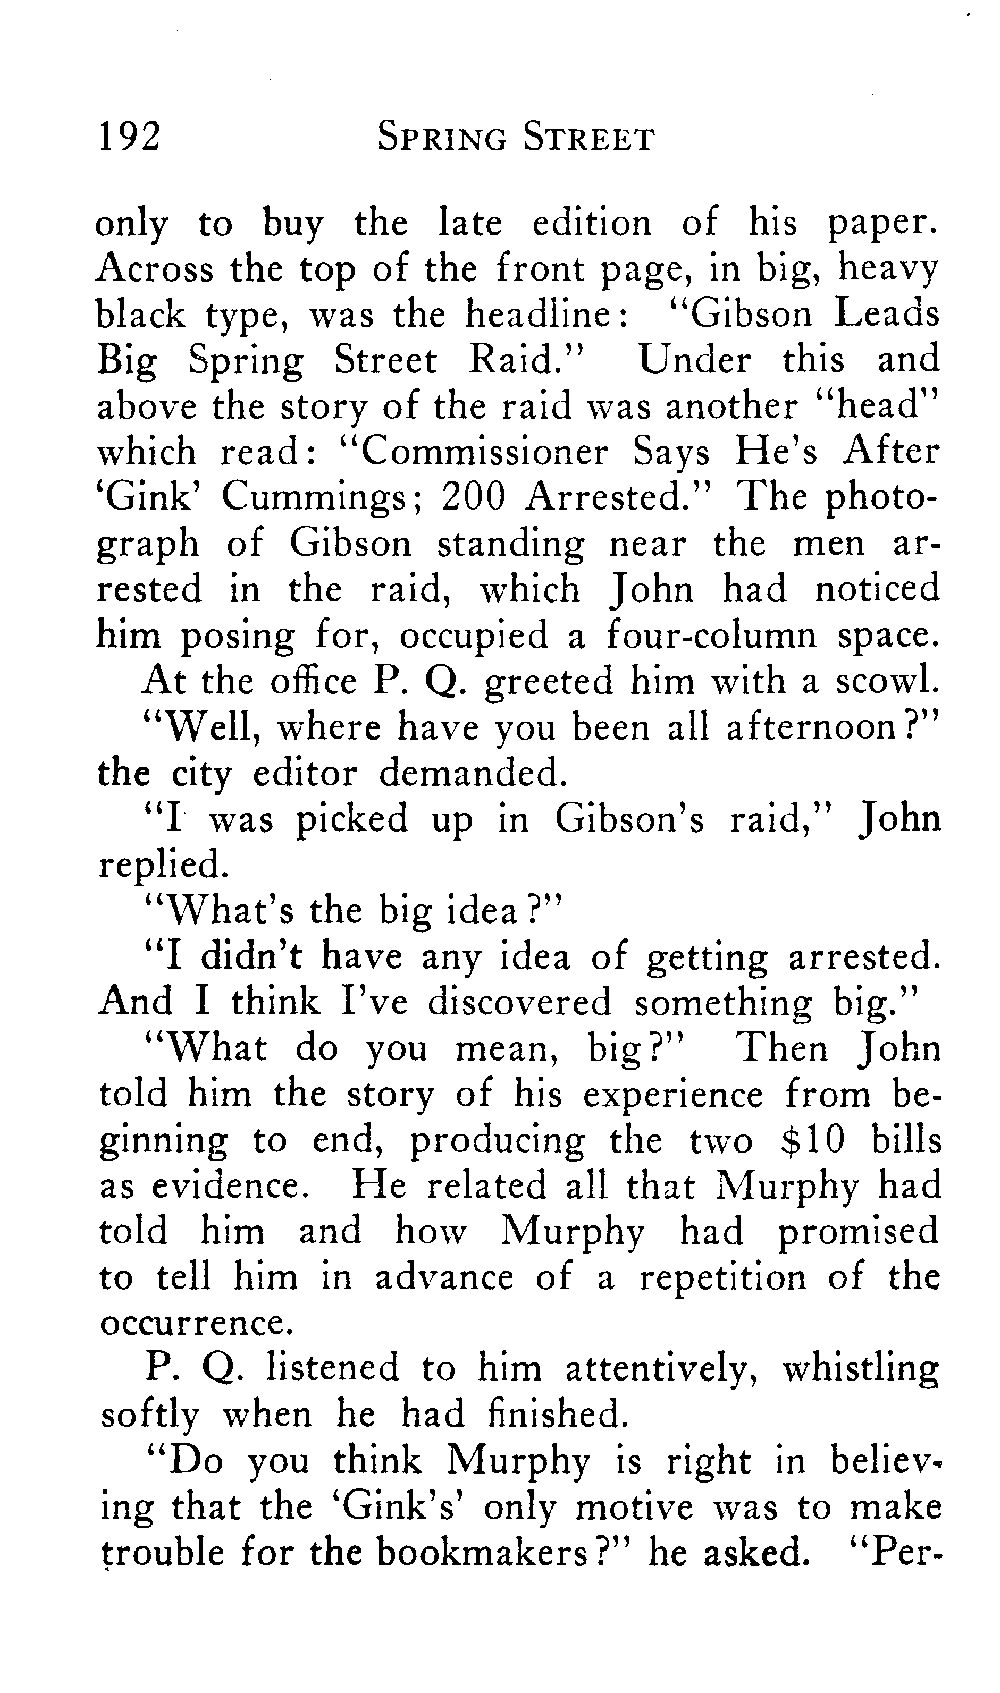 192 SPRING STREET
only to buy the late edition of his paper.
Across the top of the front page, in big, heavy
black type, was the headline: "Gibson Leads
Big Spring Street Raid." Under this and
above the story of the raid was another "head"
which read: "Commissioner Says He's After
'Gink' Cummings; 200 Arrested." The photo-
graph of Gibson standing near the men ar-
rested in the raid, which John had noticed
him posing for, occupied a four-column space.
At the office P. Q. greeted him with a scowl.
"Well, where have you been all afternoon?"
the city editor demanded.
"I was picked up in Gibson's raid," John
replied.
"What's the big idea?"
"I didn't have any idea of getting arrested.
And I think I've discovered something big."
"What do you mean, big?" Then John
told him the story of his experience from be-
ginning to end, producing the two $10 bills
as evidence. He related all that Murphy had
told him and how Murphy had promised
to tell him in advance of a repetition of the
occurrence.
P. Q. listened to him attentively, whistling
softly when he had finished.
"Do you think Murphy is right in believ-
ing that the 'Gink's' only motive was to make
trouble for the bookmakers?" he asked. "Per-